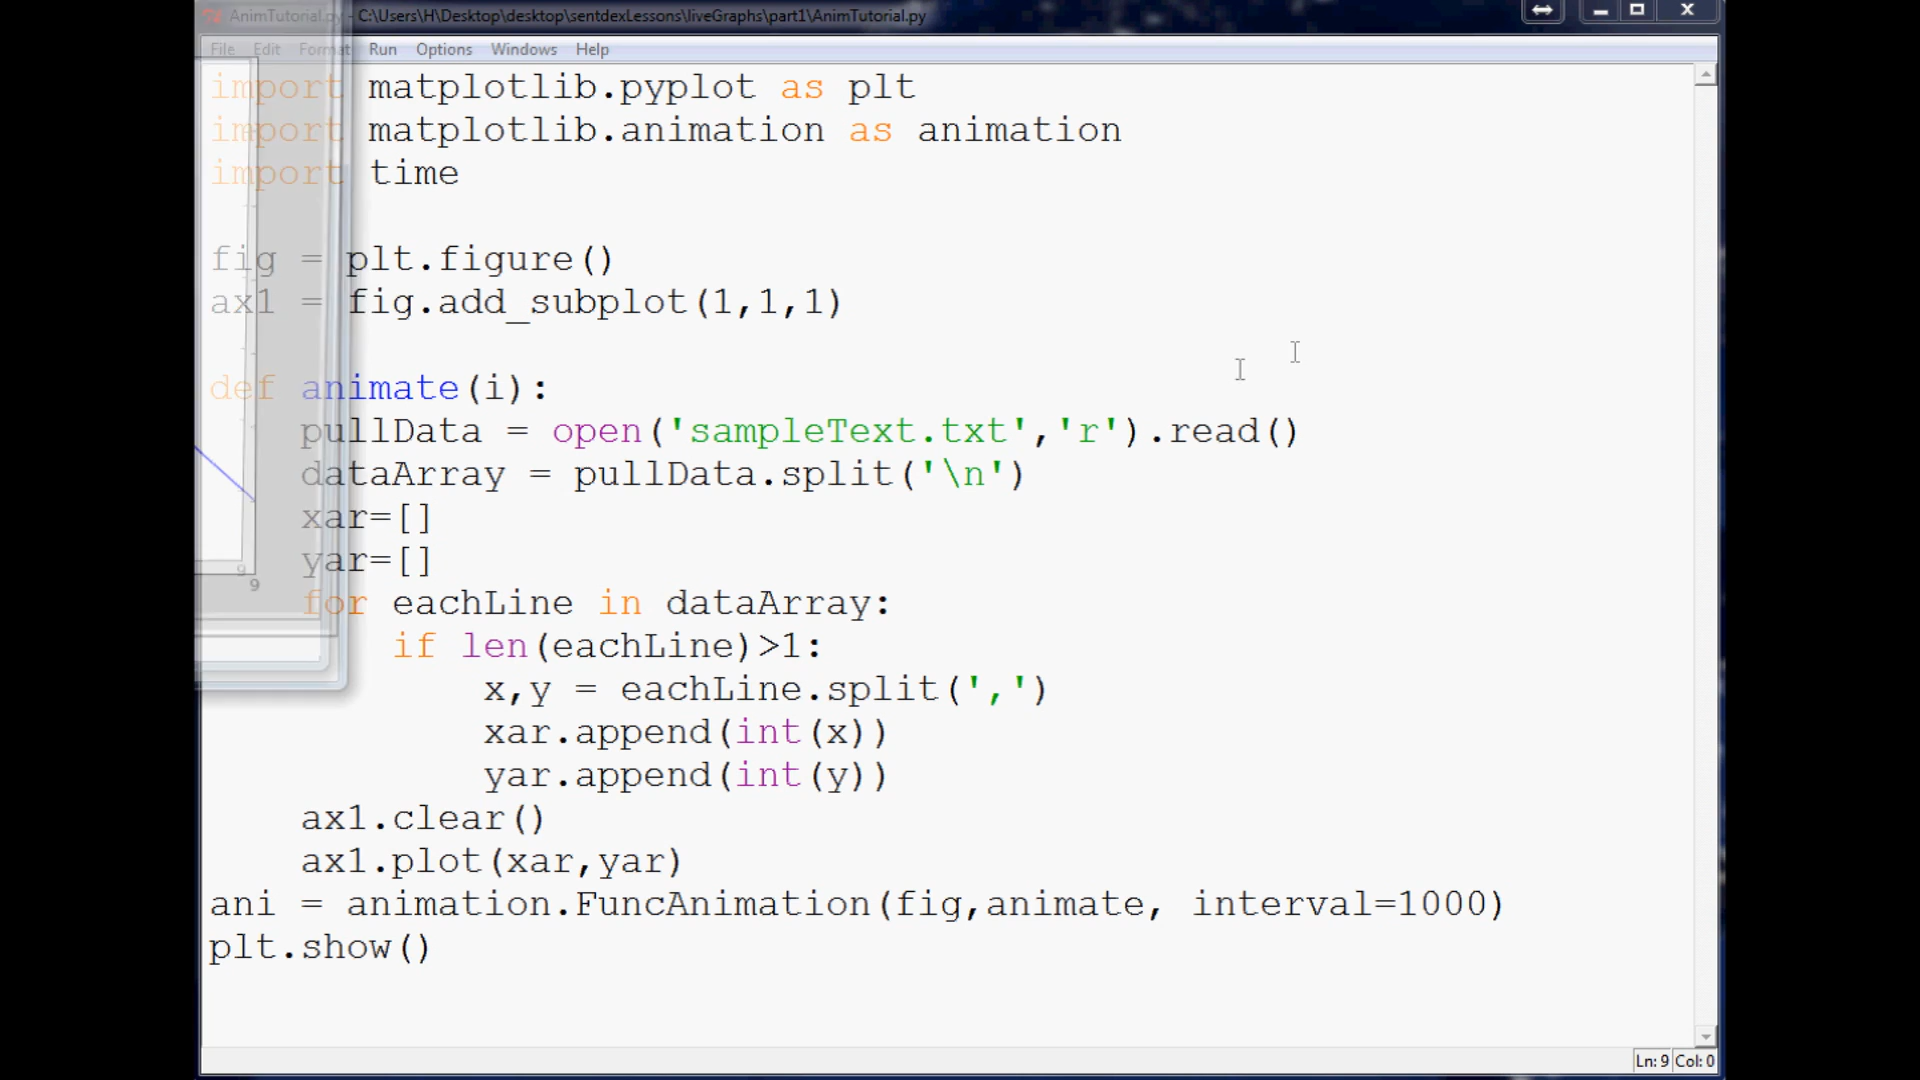 AnimTutorial.py - C:\Users\H\Desktop\desktop\sentdexLessons\liveGraphs\part1\AnimTutorial.py
File Edit Format Run Options Windows Help
import matplotlib.pyplot as plt
import matplotlib.animation as animation
import time
fig = plt.figure()
ax1 = fig.add_subplot(1,1,1)
def animate(i):
    pullData = open('sampleText.txt','r').read()
    dataArray = pullData.split('\n')
    xar=[]
    yar=[]
    for eachLine in dataArray:
        if len(eachLine)>1:
            x,y = eachLine.split(',')
            xar.append(int(x))
            yar.append(int(y))
    ax1.clear()
    ax1.plot(xar,yar)
ani = animation.FuncAnimation(fig,animate, interval=1000)
plt.show()
9
9
Ln: 9 Col: 0